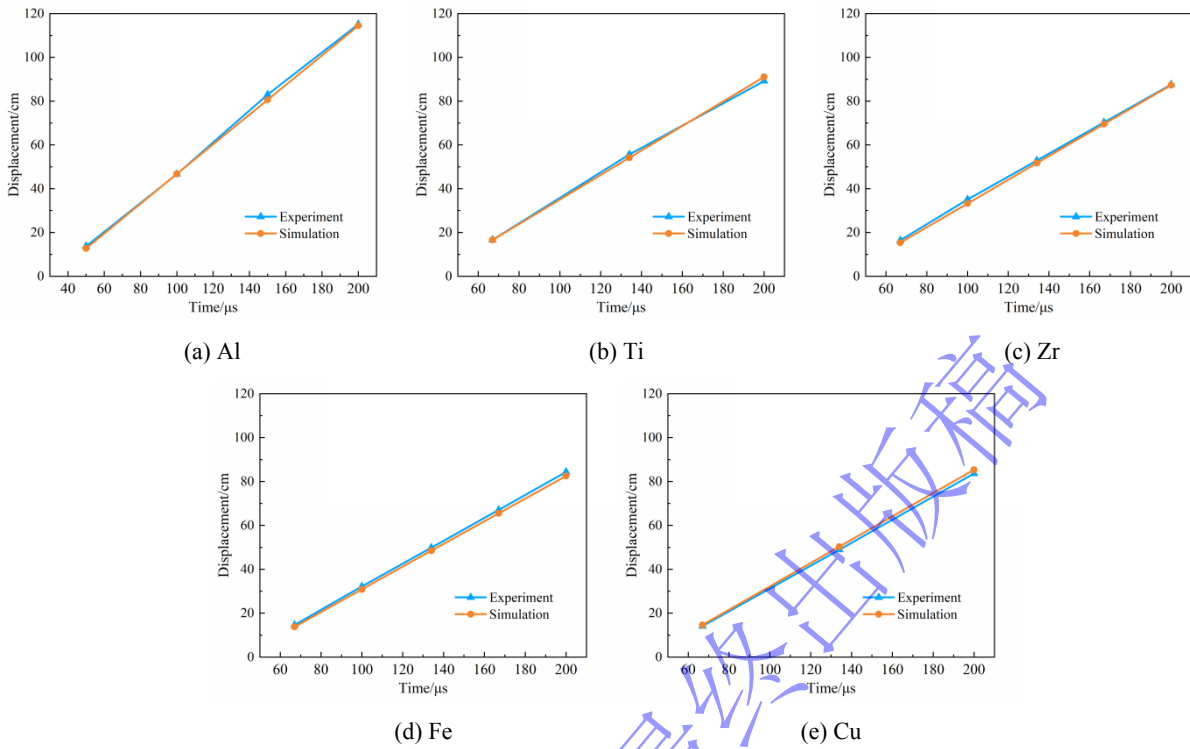 120
100
80
60
40
20
0
Displacement/cm
Experiment
Simulation
40 60 80 100 120 140 160 180 200
Time/μs
(a) Al
120
100
80
60
40
20
0
Displacement/cm
Experiment
Simulation
60 80 100 120 140 160 180 200
Time/μs
(b) Ti
120
100
80
60
40
20
0
Displacement/cm
Experiment
Simulation
60 80 100 120 140 160 180 200
Time/μs
(c) Zr
120
100
80
60
40
20
0
Displacement/cm
Experiment
Simulation
60 80 100 120 140 160 180 200
Time/μs
(d) Fe
120
100
80
60
40
20
0
Displacement/cm
Experiment
Simulation
60 80 100 120 140 160 180 200
Time/μs
(e) Cu
终出版稿